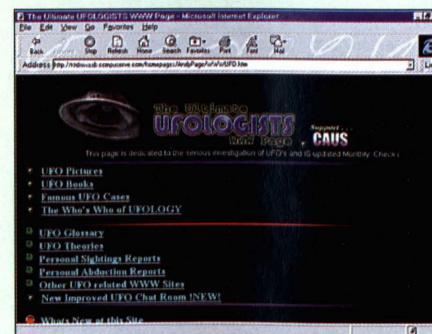 The Ultimate UFOLOGISTS WWW Page - Microsoft Internet Explorer
File Edit View Go Favorites Help
Back Stop Refresh Home Search Favorites Print Font Mail
Address
The Ultimate
UFOLOGISTS
WWW Page
Support . . .
CAUS
This page is dedicated to the serious investigation of UFO's and IS updated Monthly. Check
UFO Pictures
UFO Books
Famous UFO Cases
The Who's Who of UFOLOGY
UFO Glossary
UFO Theories
Personal Sightings Reports
Personal Abduction Reports
Other UFO related WWW Sites
New Improved UFO Chat Room !NEW!
Whats New at this Site